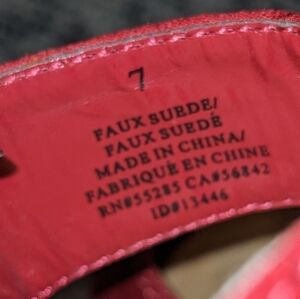 7
FAUX SUEDE/
FAUX SUEDÉ
MADE IN CHINA/
FABRIQUÉ EN CHINE
RN#55285 CA#56842
ID#13446